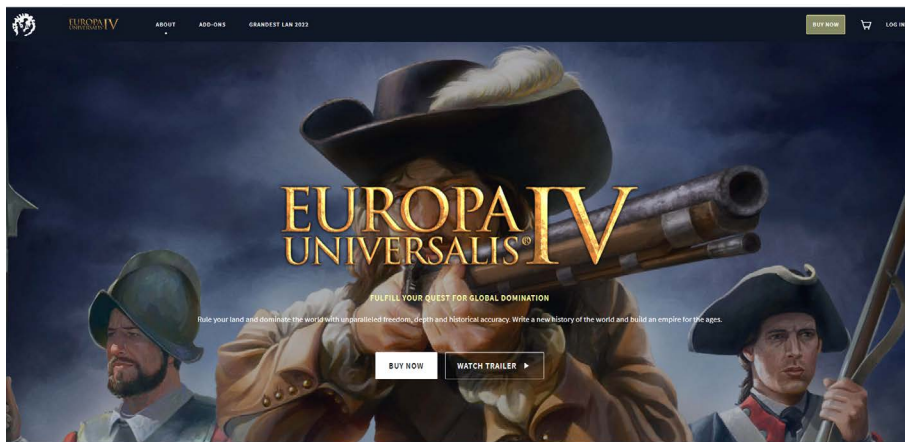 EUROPA UNIVERSALIS IV
ABOUT
ADD-ONS
GRANDEST LAN 2022
BUY NOW
LOG IN
EUROPA IV
UNIVERSALIS®
FULFILL YOUR QUEST FOR GLOBAL DOMINATION
Rule your land and dominate the world with unparalleled freedom, depth and historical accuracy. Write a new history of the world and build an empire for the ages.
BUY NOW
WATCH TRAILER